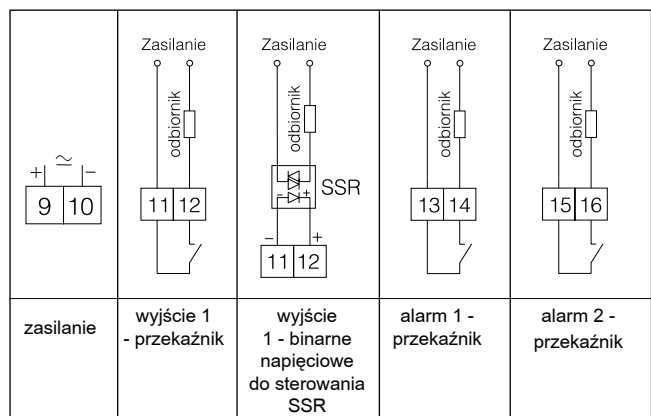 Zasilanie
Zasilanie
Zasilanie
Zasilanie
odbiornik
odbiornik
odbiornik
odbiornik
+ ≃ -
9 10
11 12
- +
SSR
- +
11 12
13 14
15 16
zasilanie
wyjście 1
- przekaźnik
wyjście
1 - binarne
napięciowe
do sterowania
SSR
alarm 1 -
przekaźnik
alarm 2 -
przekaźnik